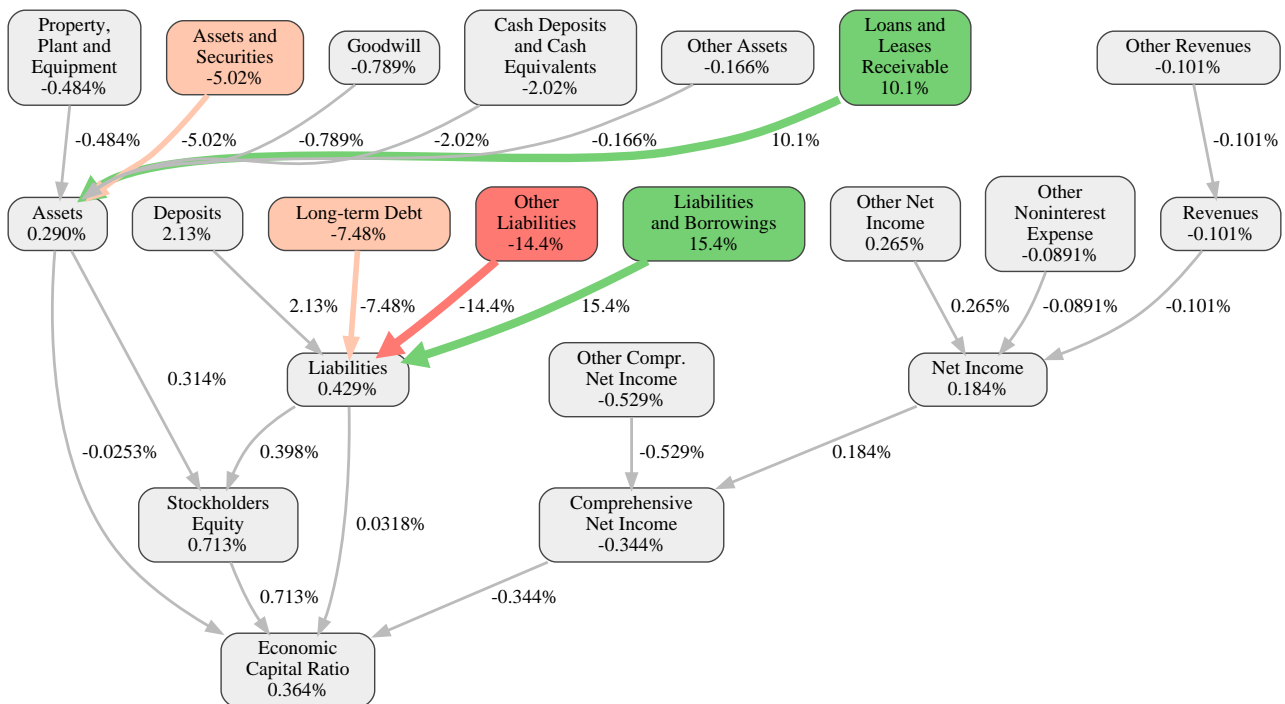 Property,
Plant and
Equipment
-0.484%
Assets and
Securities
-5.02%
Goodwill
-0.789%
Cash Deposits
and Cash
Equivalents
-2.02%
Other Assets
-0.166%
Loans and
Leases
Receivable
10.1%
Other Revenues
-0.101%
-0.484%
-5.02%
-0.789%
-2.02%
-0.166%
10.1%
-0.101%
Assets
0.290%
Deposits
2.13%
Long-term Debt
-7.48%
Other
Liabilities
-14.4%
Liabilities
and Borrowings
15.4%
Other Net
Income
0.265%
Other
Noninterest
Expense
-0.0891%
Revenues
-0.101%
2.13%
-7.48%
-14.4%
15.4%
0.265%
-0.0891%
-0.101%
0.314%
Liabilities
0.429%
Other Compr.
Net Income
-0.529%
Net Income
0.184%
-0.0253%
0.398%
-0.529%
0.184%
Stockholders
Equity
0.713%
0.0318%
Comprehensive
Net Income
-0.344%
0.713%
-0.344%
Economic
Capital Ratio
0.364%